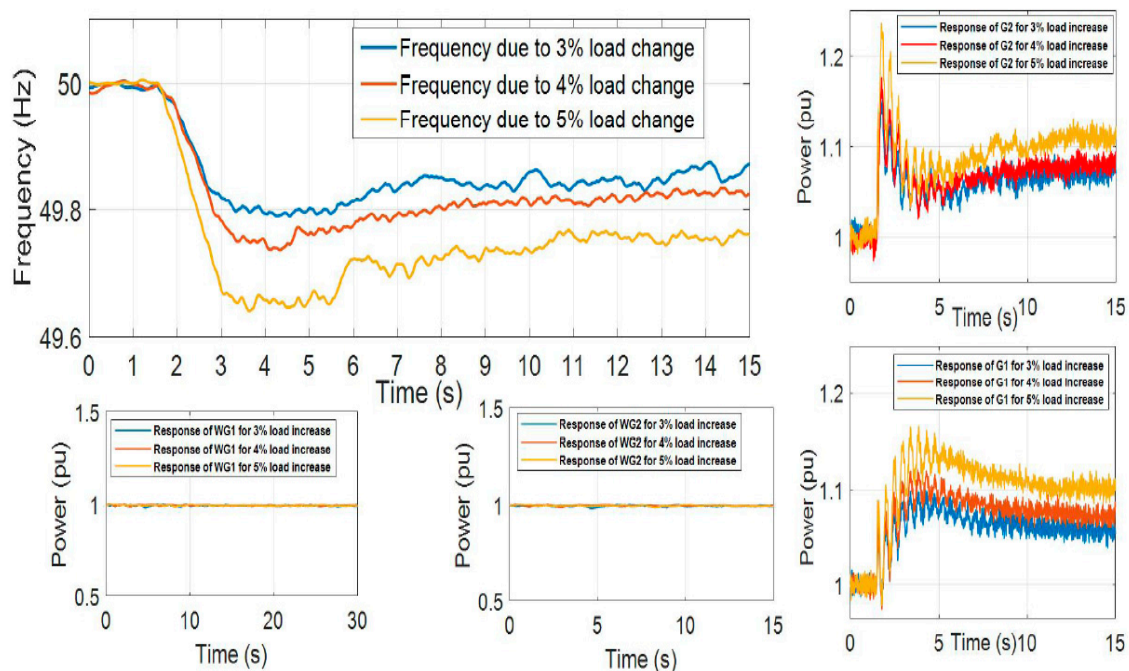 Frequency due to 3% load change
Frequency due to 4% load change
Frequency due to 5% load change
Frequency (Hz)
50
49.8
49.6
0 1 2 3 4 5 6 7 8 9 10 11 12 13 14 15
Time (s)
Response of G2 for 3% load increase
Response of G2 for 4% load increase
Response of G2 for 5% load increase
Power (pu)
1.2
1.1
1
0 5 10 15
Time (s)
Response of WG1 for 3% load increase
Response of WG1 for 4% load increase
Response of WG1 for 5% load increase
Power (pu)
1.5
1
0.5
0 10 20 30
Time (s)
Response of WG2 for 3% load increase
Response of WG2 for 4% load increase
Response of WG2 for 5% load increase
Power (pu)
1.5
1
0.5
0 5 10 15
Time (s)
Response of G1 for 3% load increase
Response of G1 for 4% load increase
Response of G1 for 5% load increase
Power (pu)
1.2
1.1
1
0 5 10 15
Time (s)